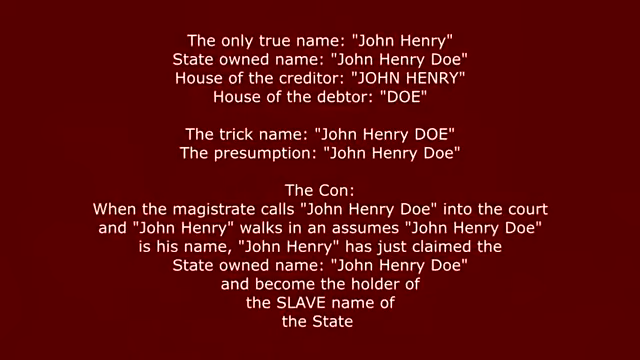 The only true name: "John Henry"
State owned name: "John Henry Doe"
House of the creditor: "JOHN HENRY"
House of the debtor: "DOE"
The trick name: "John Henry DOE"
The presumption: "John Henry Doe"
The Con:
When the magistrate calls "John Henry Doe" into the court
and "John Henry" walks in an assumes "John Henry Doe"
is his name, "John Henry" has just claimed the
State owned name: "John Henry Doe"
and become the holder of
the SLAVE name of
the State